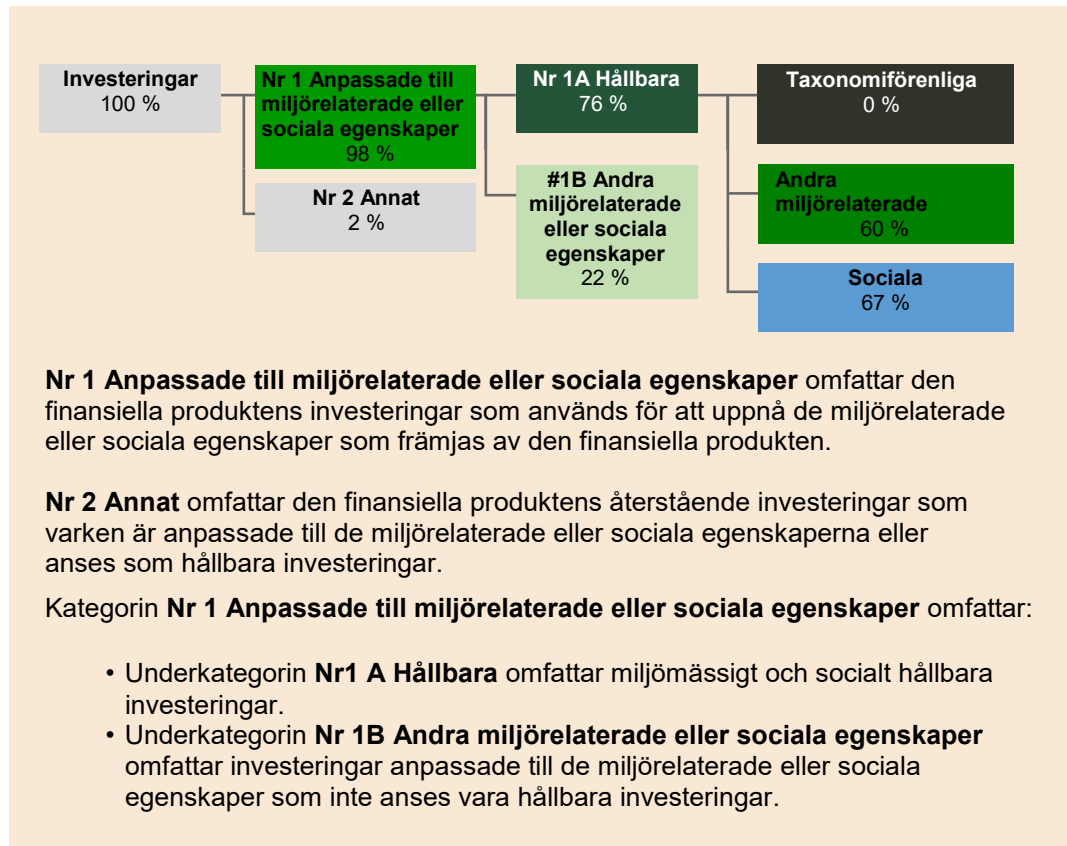 Investeringar
100 %
Nr 1 Anpassade till
miljörelaterade eller
sociala egenskaper
98 %
Nr 2 Annat
2 %
Nr 1A Hållbara
76 %
#1B Andra
miljörelaterade
eller sociala
egenskaper
22 %
Taxonomiförenliga
0 %
Andra
miljörelaterade
60 %
Sociala
67 %
Nr 1 Anpassade till miljörelaterade eller sociala egenskaper omfattar den
finansiella produktens investeringar som används för att uppnå de miljörelaterade
eller sociala egenskaper som främjas av den finansiella produkten.
Nr 2 Annat omfattar den finansiella produktens återstående investeringar som
varken är anpassade till de miljörelaterade eller sociala egenskaperna eller
anses som hållbara investeringar.
Kategorin Nr 1 Anpassade till miljörelaterade eller sociala egenskaper omfattar:
• Underkategorin Nr1 A Hållbara omfattar miljömässigt och socialt hållbara
investeringar.
• Underkategorin Nr 1B Andra miljörelaterade eller sociala egenskaper
omfattar investeringar anpassade till de miljörelaterade eller sociala
egenskaper som inte anses vara hållbara investeringar.